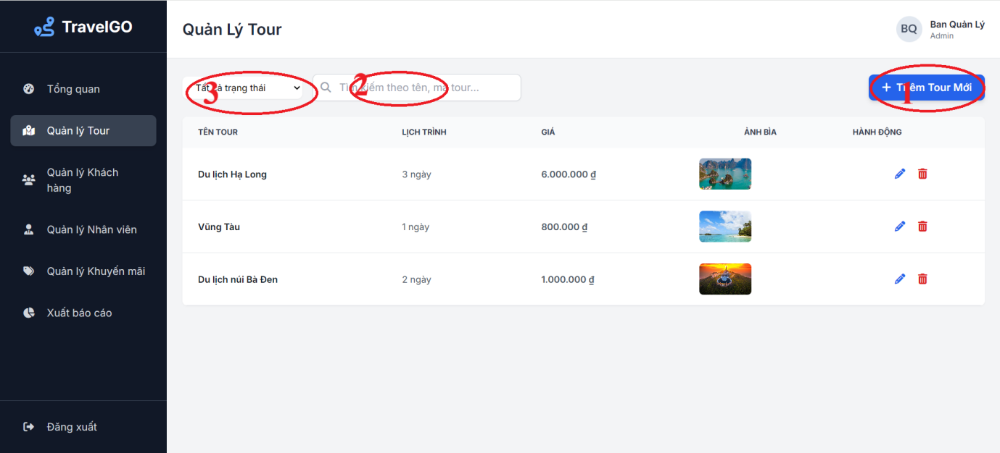 TravelGO
Tổng quan
Quản lý Tour
Quản lý Khách
hàng
Quản lý Nhân viên
Quản lý Khuyến mãi
Xuất báo cáo
Đăng xuất
Quản Lý Tour
BQ
Ban Quản Lý
Admin
3
Tất cả trạng thái
2
Tìm kiếm theo tên, mã tour...
1
+ Thêm Tour Mới
TÊN TOUR LỊCH TRÌNH GIÁ ẢNH BÌA HÀNH ĐỘNG
Du lịch Hạ Long 3 ngày 6.000.000 ₫
Vũng Tàu 1 ngày 800.000 ₫
Du lịch núi Bà Đen 2 ngày 1.000.000 ₫